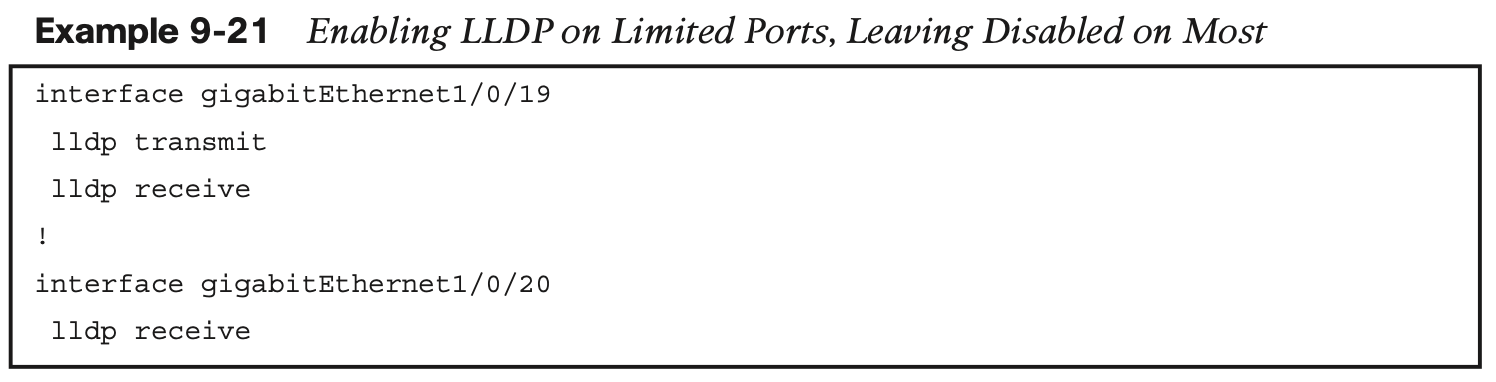 Example 9-21 Enabling LLDP on Limited Ports, Leaving Disabled on Most
interface gigabitEthernet1/0/19
 lldp transmit
 lldp receive
!
interface gigabitEthernet1/0/20
 lldp receive